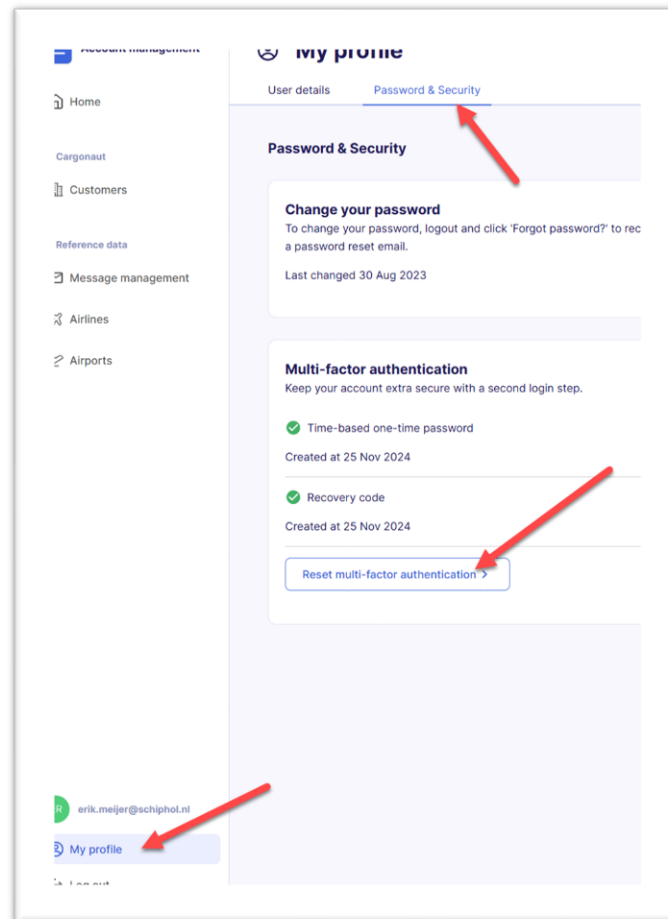 Account management
Home
Cargonaut
Customers
Reference data
Message management
Airlines
Airports
R erik.meijer@schiphol.nl
My profile
Log out
My profile
User details Password & Security
Password & Security
Change your password
To change your password, logout and click 'Forgot password?' to rec
a password reset email.
Last changed 30 Aug 2023
Multi-factor authentication
Keep your account extra secure with a second login step.
Time-based one-time password
Created at 25 Nov 2024
Recovery code
Created at 25 Nov 2024
Reset multi-factor authentication >